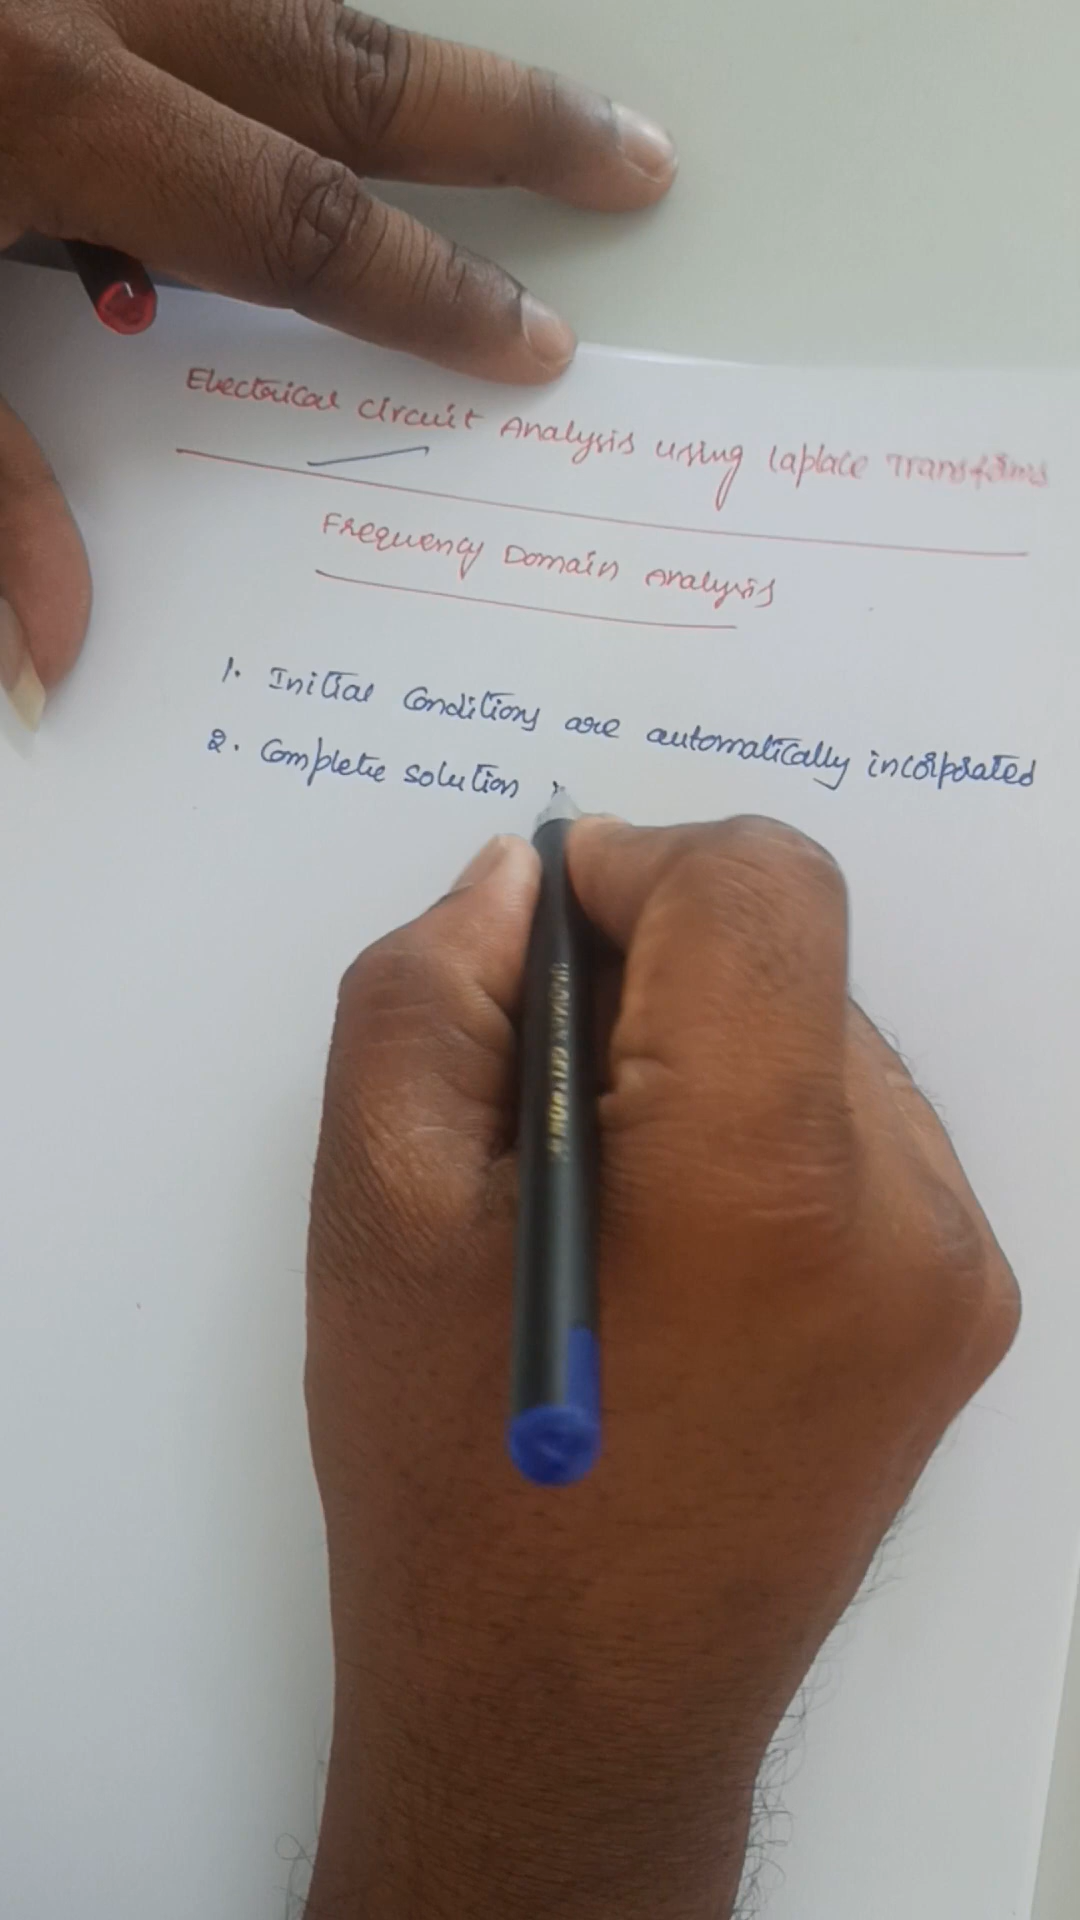 Electrical Circuit Analysis using Laplace Transforms
Frequency Domain Analysis
1. Initial Conditions are automatically incorporated
2. Complete solution